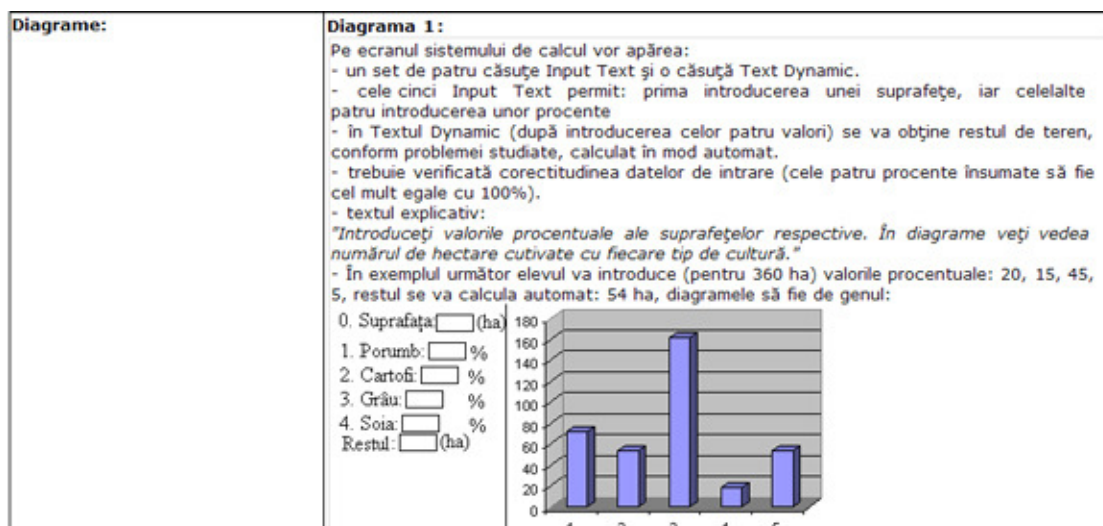 Diagrame:
Diagrama 1:
Pe ecranul sistemului de calcul vor apărea:
- un set de patru căsuţe Input Text şi o căsuţă Text Dynamic.
- cele cinci Input Text permit: prima introducerea unei suprafeţe, iar celelalte
patru introducerea unor procente
- în Textul Dynamic (după introducerea celor patru valori) se va obţine restul de teren,
conform problemei studiate, calculat în mod automat.
- trebuie verificată corectitudinea datelor de intrare (cele patru procente însumate să fie
cel mult egale cu 100%).
- textul explicativ:
"Introduceţi valorile procentuale ale suprafeţelor respective. În diagrame veţi vedea
numărul de hectare cutivate cu fiecare tip de cultură."
- În exemplul următor elevul va introduce (pentru 360 ha) valorile procentuale: 20, 15, 45,
5, restul se va calcula automat: 54 ha, diagramele să fie de genul:
0. Suprafaţa: (ha)
1. Porumb: %
2. Cartofi: %
3. Grâu: %
4. Soia: %
Restul: (ha)
180
160
140
120
100
80
60
40
20
0
1 2 3 4 5